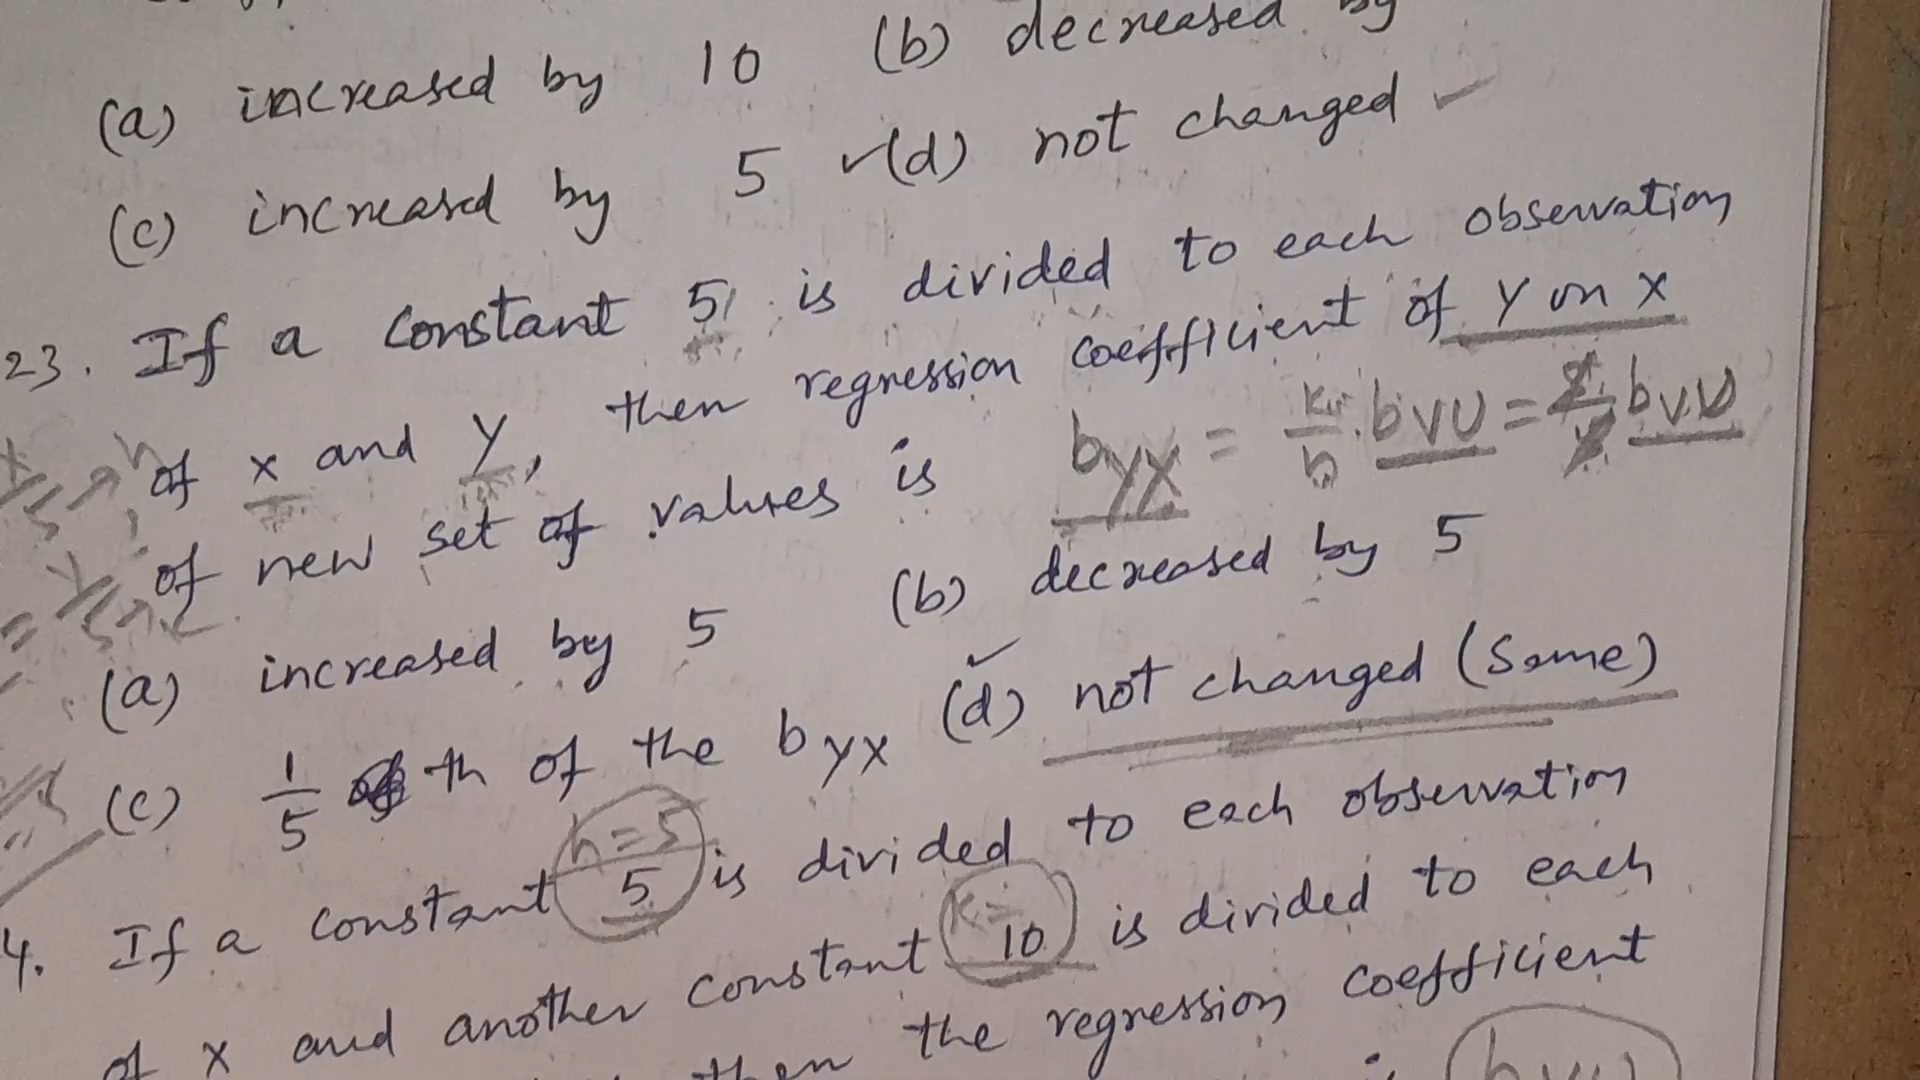 (a) increased by 10 (b) decreased by
(c) increased by 5 ✓(d) not changed
23. If a constant 5 is divided to each observation
of x and y, then regression coefficient of y on x
of new set of values is
byx = k/h . bvu = bvu
(a) increased by 5 (b) decreased by 5
(c) 1/5 th of the byx (d) not changed (same)
h=5
4. If a constant 5 is divided to each observation
k=
of x and another constant 10 is divided to each
then the regression coefficient